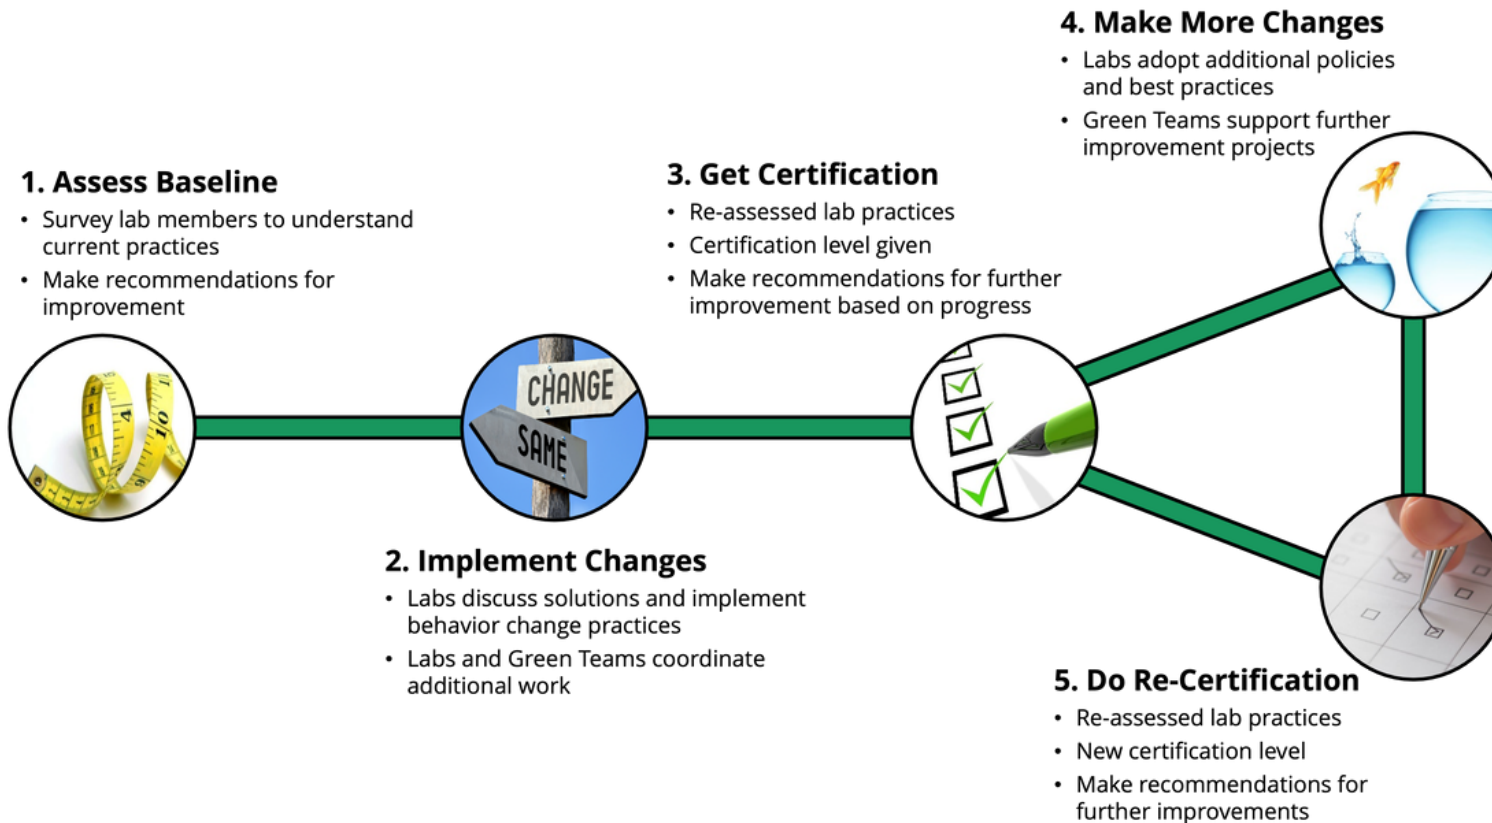 1. Assess Baseline
• Survey lab members to understand
current practices
• Make recommendations for
improvement
2. Implement Changes
• Labs discuss solutions and implement
behavior change practices
• Labs and Green Teams coordinate
additional work
3. Get Certification
• Re-assessed lab practices
• Certification level given
• Make recommendations for further
improvement based on progress
4. Make More Changes
• Labs adopt additional policies
and best practices
• Green Teams support further
improvement projects
5. Do Re-Certification
• Re-assessed lab practices
• New certification level
• Make recommendations for
further improvements
CHANGE
SAME
4
10